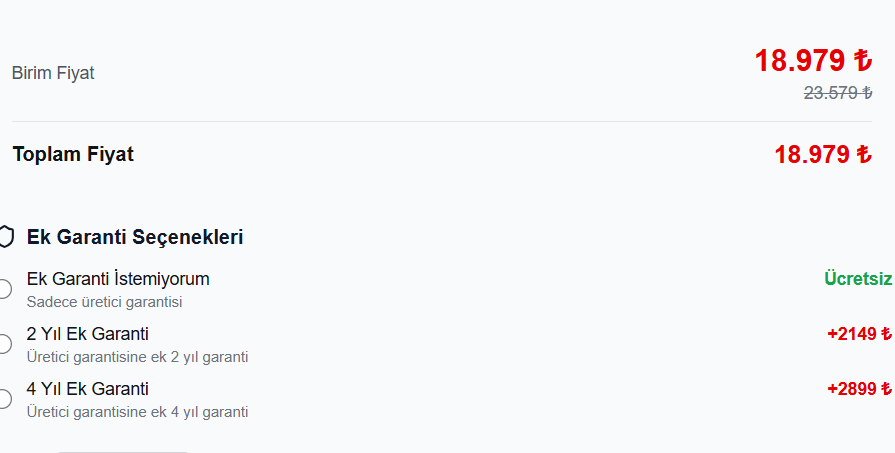 Birim Fiyat
18.979 ₺
23.579 ₺
Toplam Fiyat
18.979 ₺
Ek Garanti Seçenekleri
Ek Garanti İstemiyorum
Ücretsiz
Sadece üretici garantisi
2 Yıl Ek Garanti
+2149 ₺
Üretici garantisine ek 2 yıl garanti
4 Yıl Ek Garanti
+2899 ₺
Üretici garantisine ek 4 yıl garanti